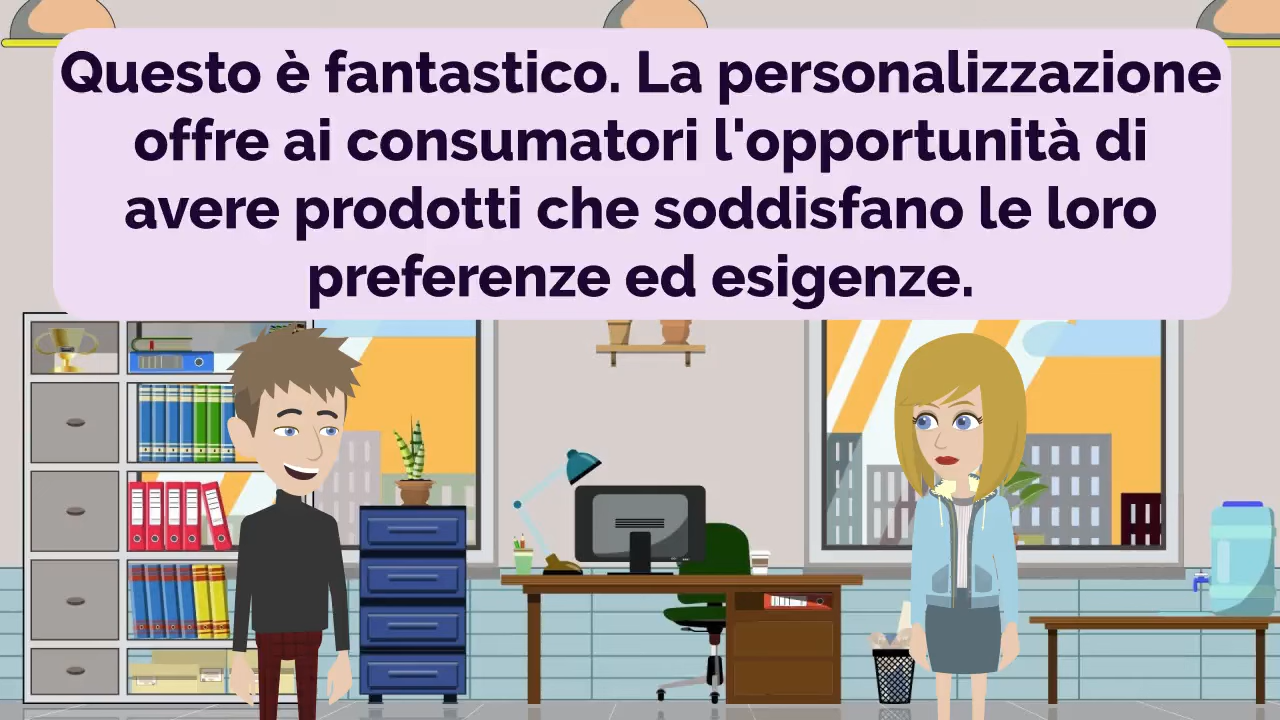 Questo è fantastico. La personalizzazione
offre ai consumatori l'opportunità di
avere prodotti che soddisfano le loro
preferenze ed esigenze.